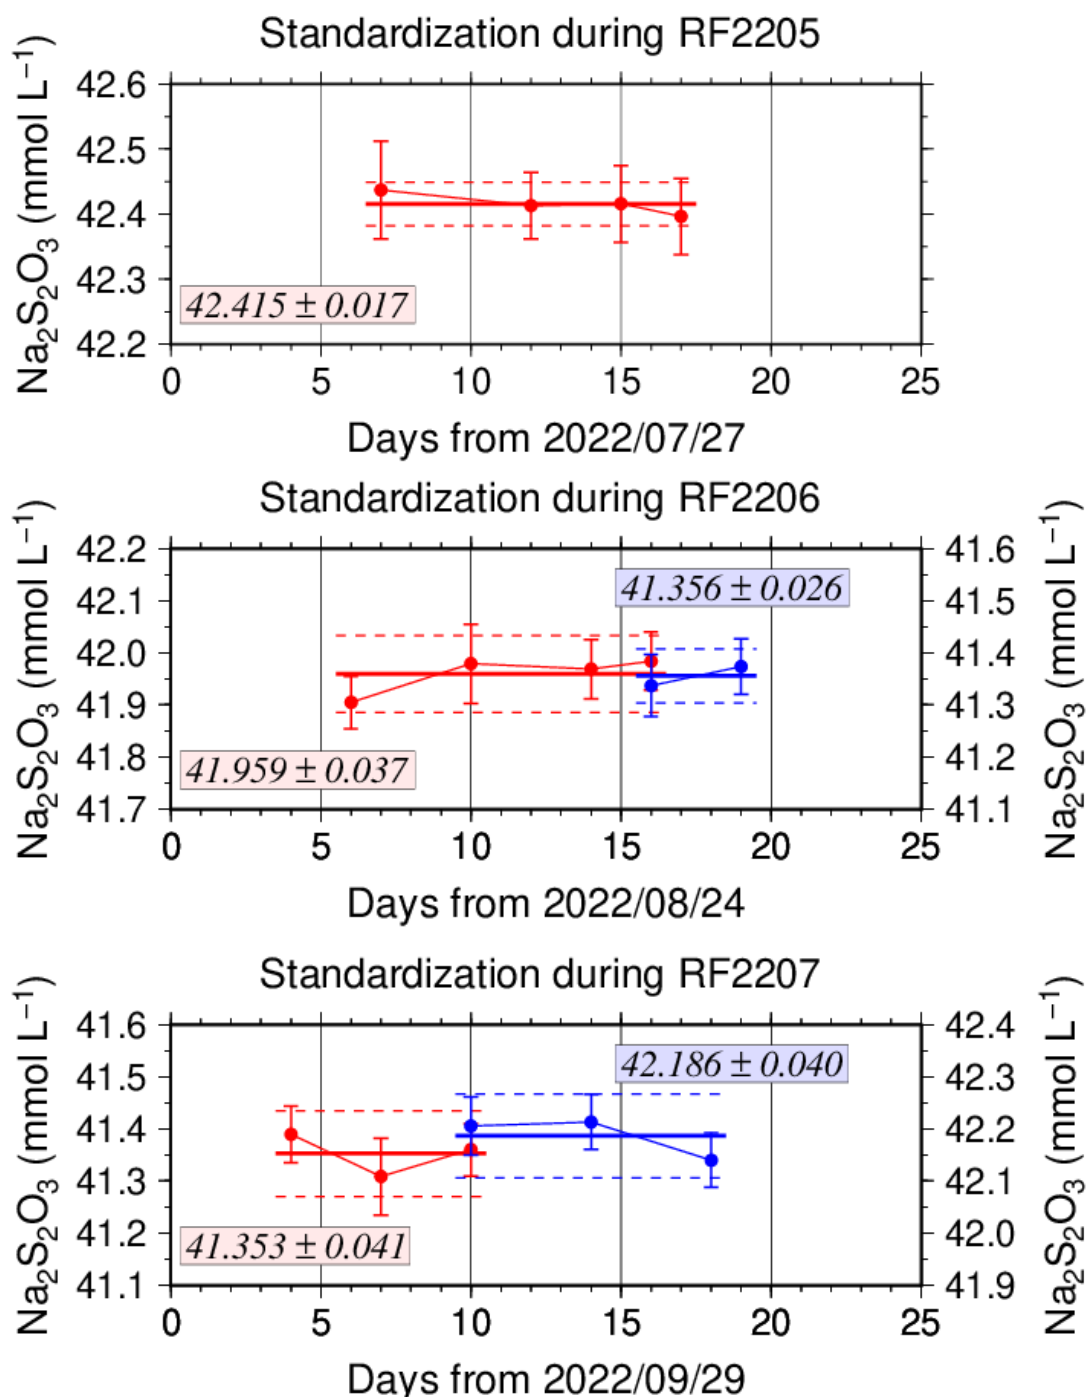 Standardization during RF2205
Na₂S₂O₃ (mmol L⁻¹)
42.6
42.5
42.4
42.3
42.2
42.415 ± 0.017
0 5 10 15 20 25
Days from 2022/07/27
Standardization during RF2206
Na₂S₂O₃ (mmol L⁻¹)
Na₂S₂O₃ (mmol L⁻¹)
42.2 41.6
42.1 41.5
42.0 41.4
41.9 41.3
41.8 41.2
41.7 41.1
41.356 ± 0.026
41.959 ± 0.037
0 5 10 15 20 25
Days from 2022/08/24
Standardization during RF2207
Na₂S₂O₃ (mmol L⁻¹)
Na₂S₂O₃ (mmol L⁻¹)
41.6 42.4
41.5 42.3
41.4 42.2
41.3 42.1
41.2 42.0
41.1 41.9
42.186 ± 0.040
41.353 ± 0.041
0 5 10 15 20 25
Days from 2022/09/29